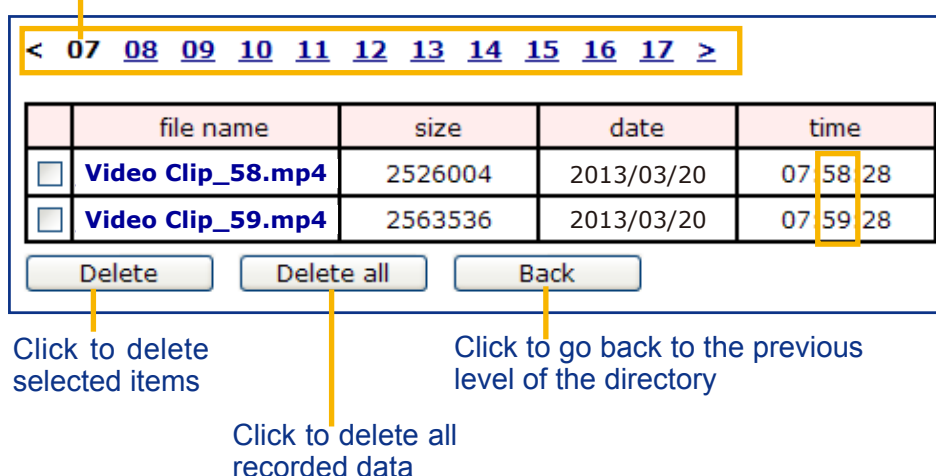 < 07 08 09 10 11 12 13 14 15 16 17 >
file name size date time
Video Clip_58.mp4 2526004 2013/03/20 07:58:28
Video Clip_59.mp4 2563536 2013/03/20 07:59:28
Delete Delete all Back
Click to delete
selected items
Click to go back to the previous
level of the directory
Click to delete all
recorded data